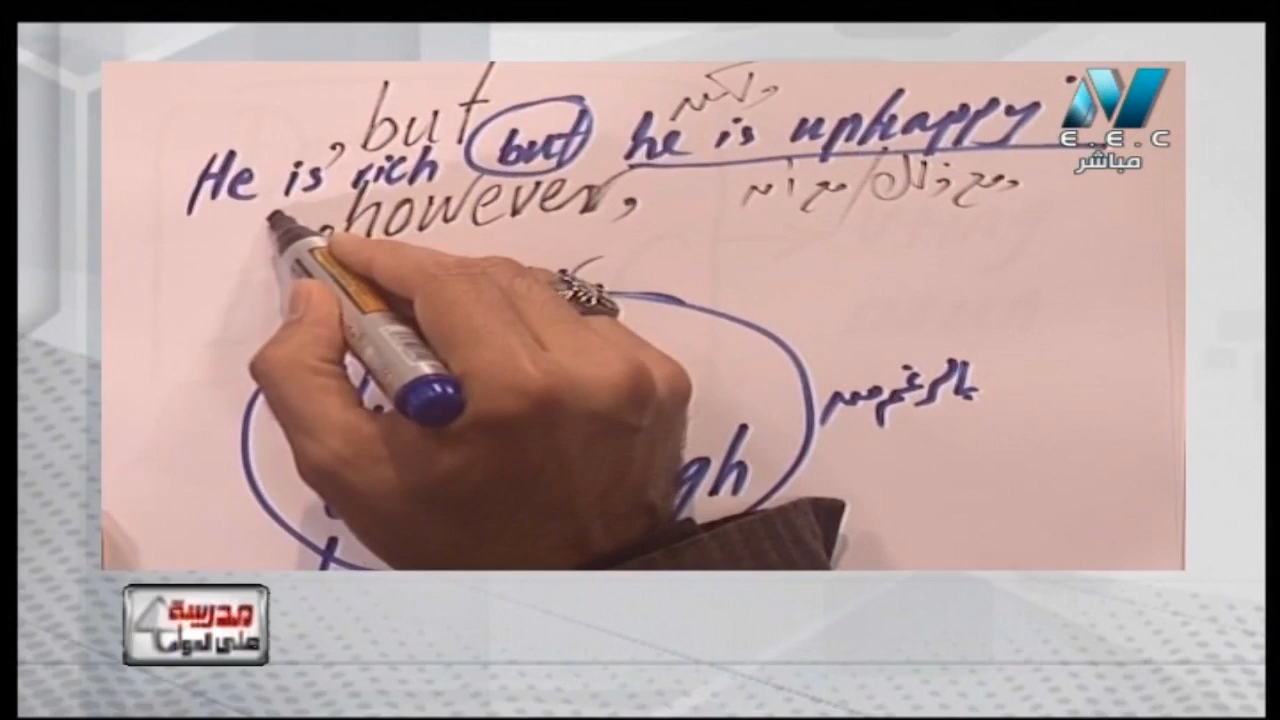 , but ولكن
He is rich but he is unhappy
, however, ومع ذلك / مع أنه
بالرغم من
gh
E.E.C
مباشر
مدرسة
على الهواء